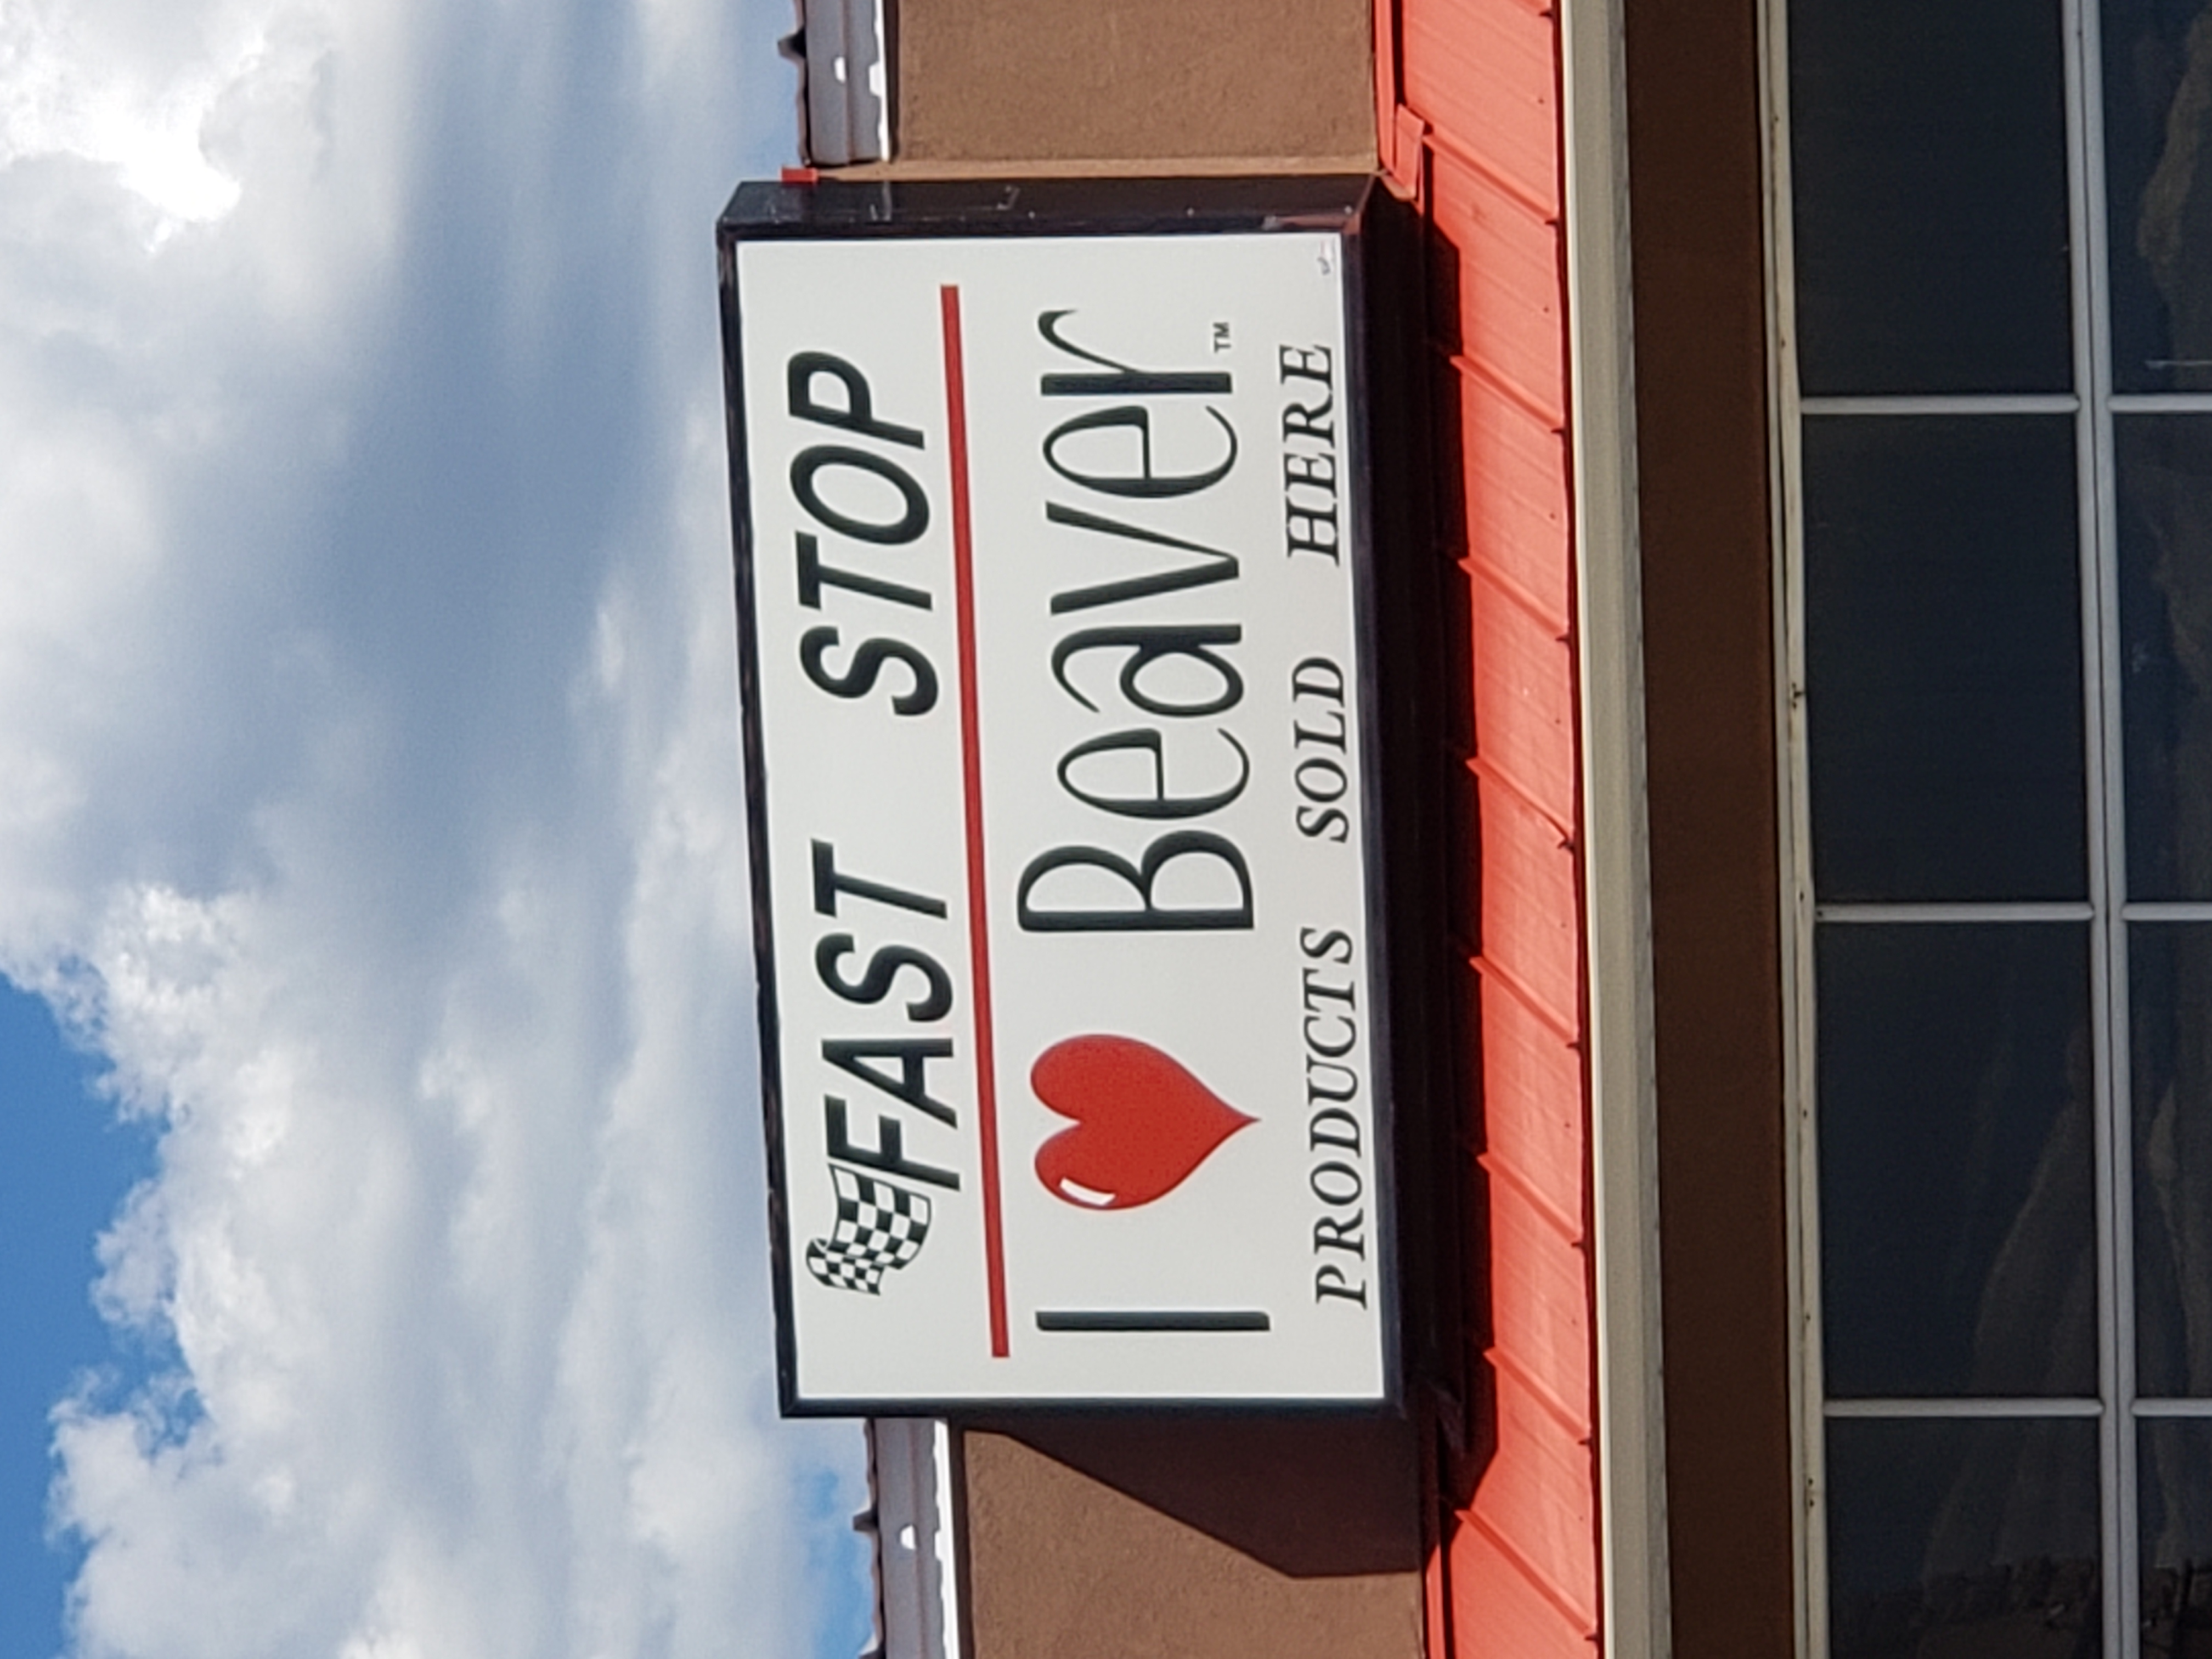 FAST STOP
I ❤ Beaver™
PRODUCTS SOLD HERE